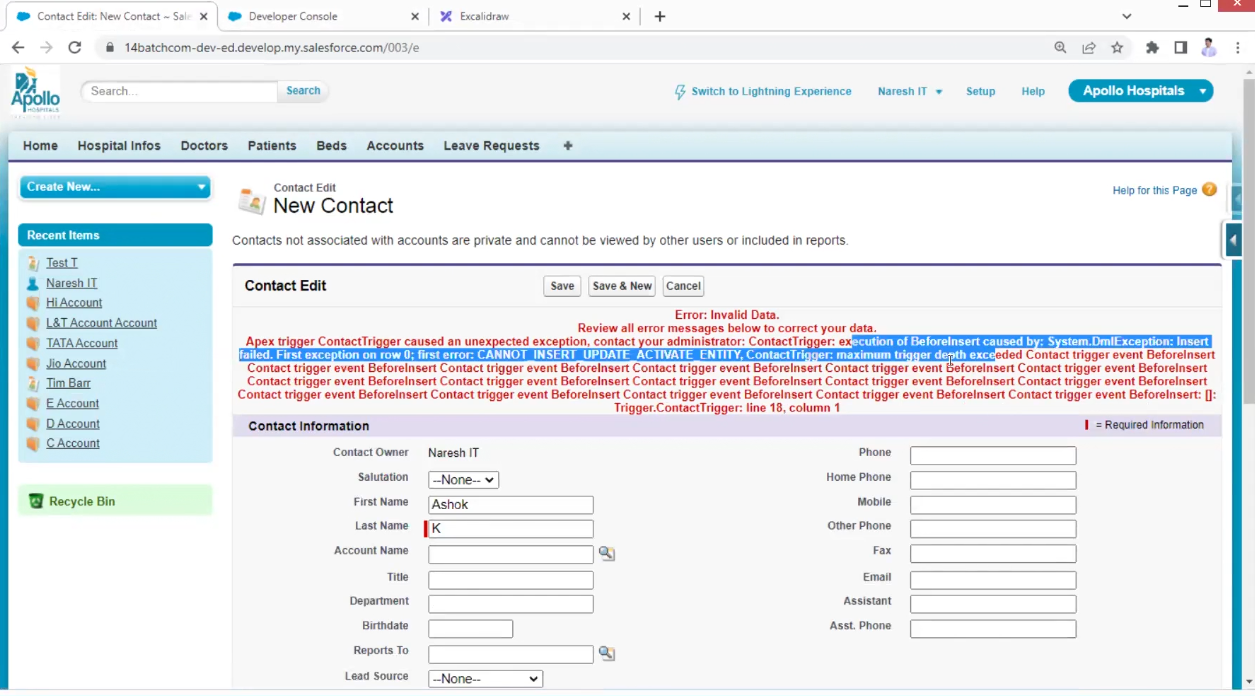 Contact Edit: New Contact ~ Sale
Developer Console
Excalidraw
14batchcom-dev-ed.develop.my.salesforce.com/003/e
Apollo
HOSPITALS
Search...
Search
Switch to Lightning Experience
Naresh IT
Setup
Help
Apollo Hospitals
Home
Hospital Infos
Doctors
Patients
Beds
Accounts
Leave Requests
Create New...
Recent Items
Test T
Naresh IT
Hi Account
L&T Account Account
TATA Account
Jio Account
Tim Barr
E Account
D Account
C Account
Recycle Bin
Contact Edit
New Contact
Help for this Page
Contacts not associated with accounts are private and cannot be viewed by other users or included in reports.
Contact Edit
Save
Save & New
Cancel
Error: Invalid Data.
Review all error messages below to correct your data.
Apex trigger ContactTrigger caused an unexpected exception, contact your administrator: ContactTrigger: execution of BeforeInsert caused by: System.DmlException: Insert
failed. First exception on row 0; first error: CANNOT_INSERT_UPDATE_ACTIVATE_ENTITY, ContactTrigger: maximum trigger depth exceeded Contact trigger event BeforeInsert
Contact trigger event BeforeInsert Contact trigger event BeforeInsert Contact trigger event BeforeInsert Contact trigger event BeforeInsert Contact trigger event BeforeInsert
Contact trigger event BeforeInsert Contact trigger event BeforeInsert Contact trigger event BeforeInsert Contact trigger event BeforeInsert Contact trigger event BeforeInsert
Contact trigger event BeforeInsert Contact trigger event BeforeInsert Contact trigger event BeforeInsert Contact trigger event BeforeInsert Contact trigger event BeforeInsert: []:
Trigger.ContactTrigger: line 18, column 1
Contact Information
= Required Information
Contact Owner
Naresh IT
Phone
Salutation
--None--
Home Phone
First Name
Ashok
Mobile
Last Name
K
Other Phone
Account Name
Fax
Title
Email
Department
Assistant
Birthdate
Asst. Phone
Reports To
Lead Source
--None--